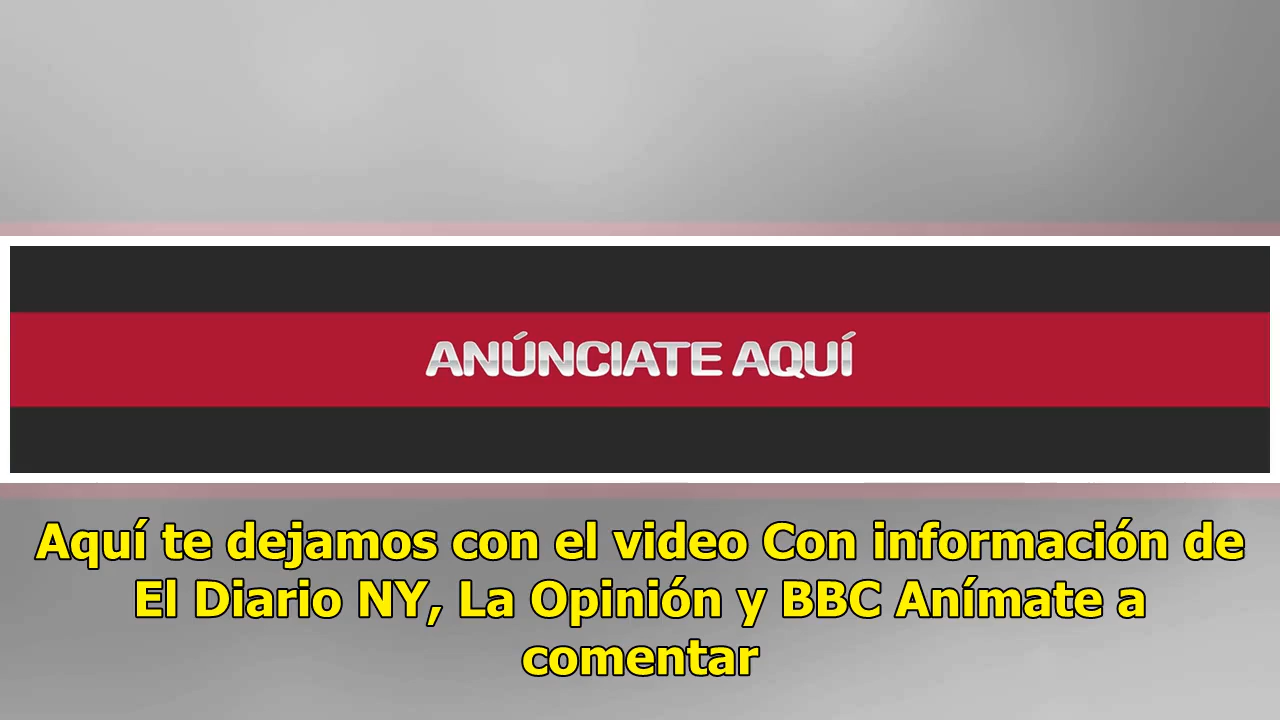 ANÚNCIATE AQUÍ
Aquí te dejamos con el video Con información de
El Diario NY, La Opinión y BBC Anímate a
comentar